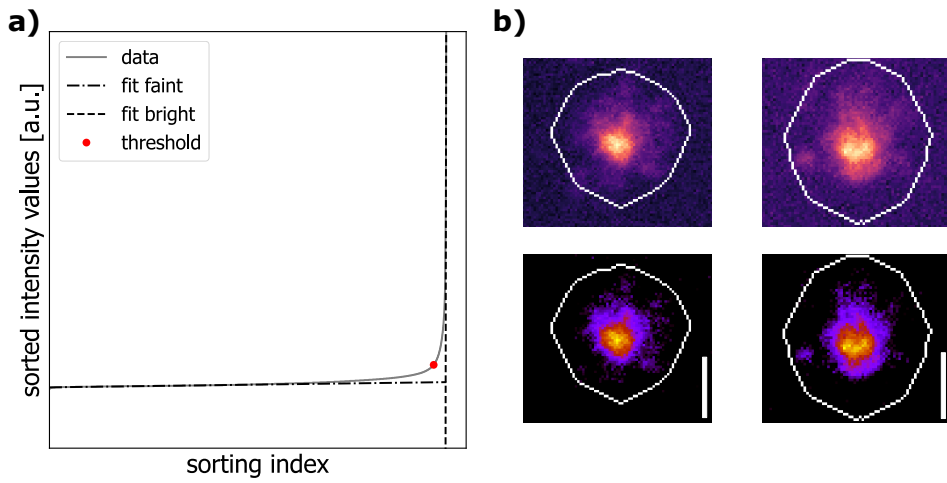 a)
data
fit faint
fit bright
threshold
sorted intensity values [a.u.]
sorting index
b)